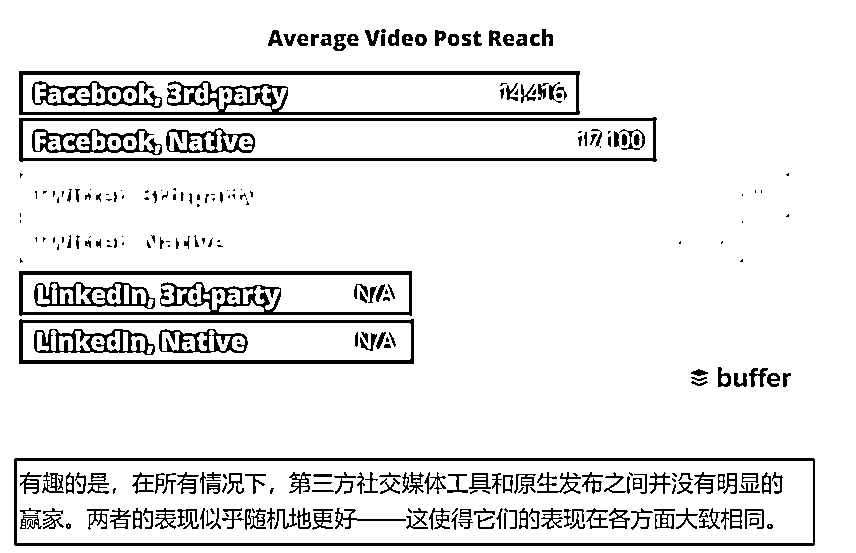 Average Video Post Reach
Facebook, 3rd-party 14,416
Facebook, Native 17,100
Twitter, 3rd-party
Twitter, Native
LinkedIn, 3rd-party N/A
LinkedIn, Native N/A
buffer
有趣的是，在所有情况下，第三方社交媒体工具和原生发布之间并没有明显的
赢家。两者的表现似乎随机地更好——这使得它们的表现在各方面大致相同。